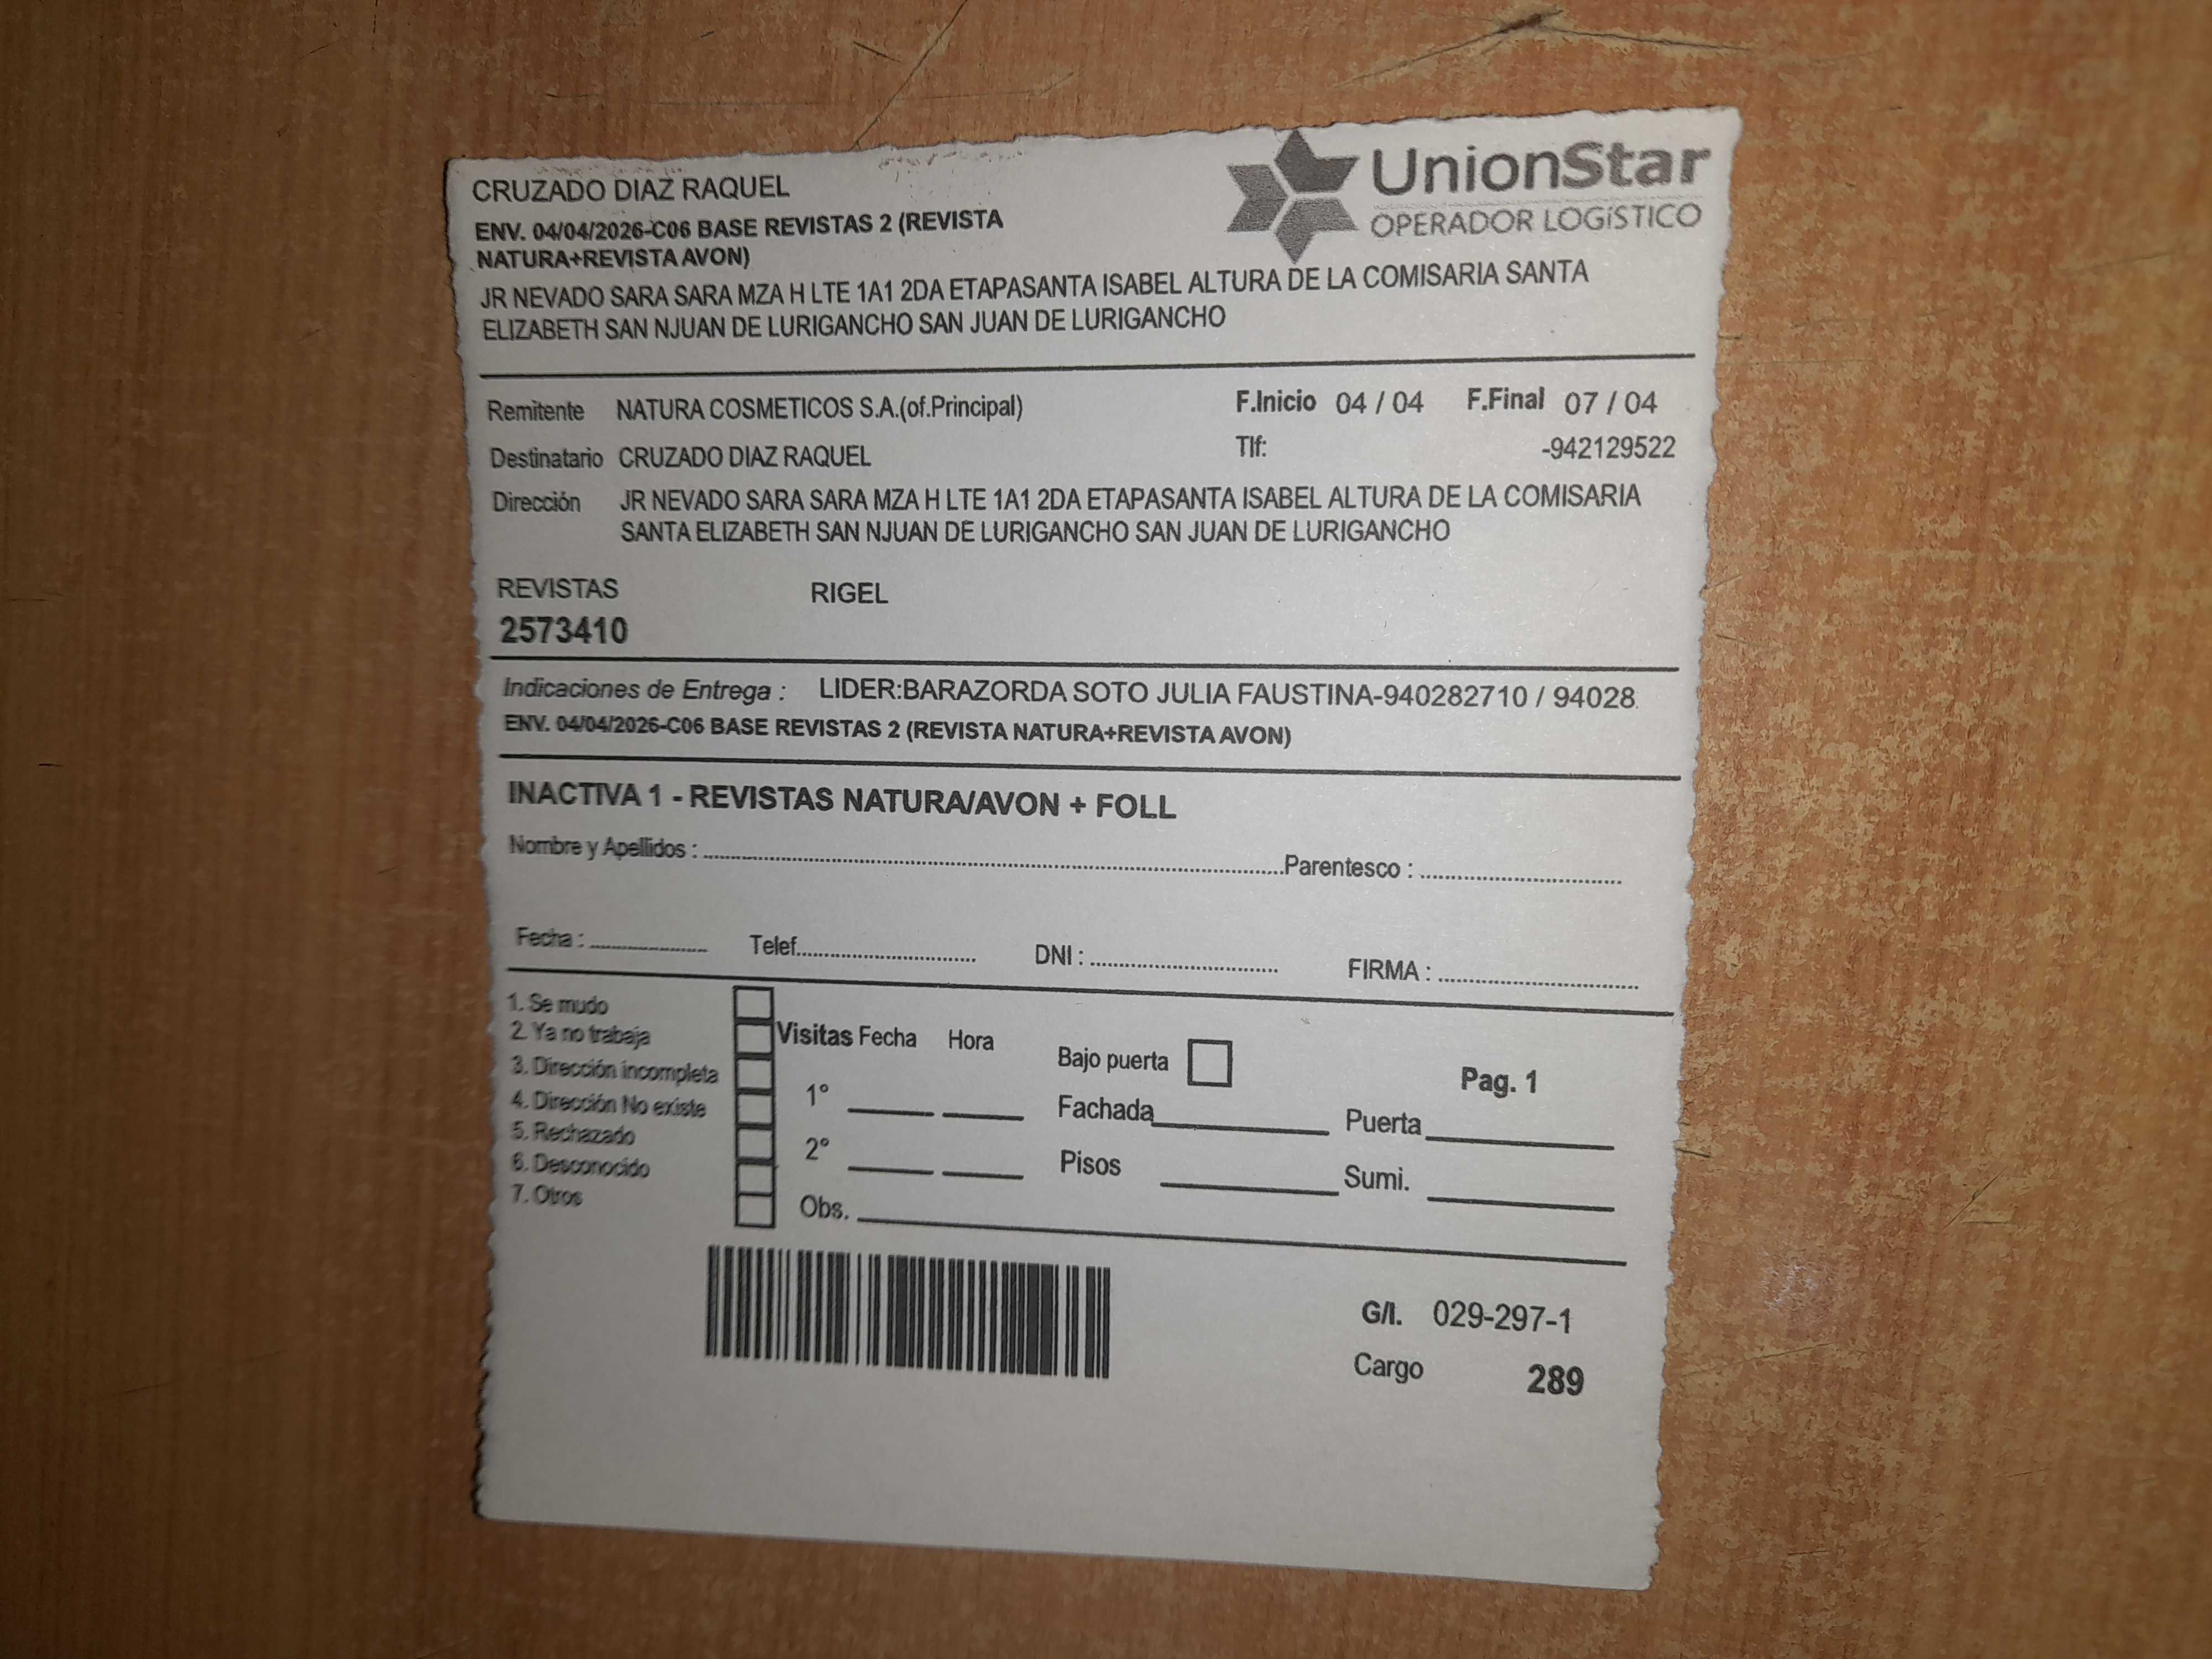 CRUZADO DIAZ RAQUEL
UnionStar
OPERADOR LOGÍSTICO
ENV. 04/04/2026-C06 BASE REVISTAS 2 (REVISTA
NATURA+REVISTA AVON)
JR NEVADO SARA SARA MZA H LTE 1A1 2DA ETAPASANTA ISABEL ALTURA DE LA COMISARIA SANTA
ELIZABETH SAN NJUAN DE LURIGANCHO SAN JUAN DE LURIGANCHO
Remitente NATURA COSMETICOS S.A.(of.Principal) F.Inicio 04 / 04 F.Final 07 / 04
Destinatario CRUZADO DIAZ RAQUEL Tlf: -942129522
Dirección JR NEVADO SARA SARA MZA H LTE 1A1 2DA ETAPASANTA ISABEL ALTURA DE LA COMISARIA
SANTA ELIZABETH SAN NJUAN DE LURIGANCHO SAN JUAN DE LURIGANCHO
REVISTAS RIGEL
2573410
Indicaciones de Entrega : LIDER:BARAZORDA SOTO JULIA FAUSTINA-940282710 / 94028
ENV. 04/04/2026-C06 BASE REVISTAS 2 (REVISTA NATURA+REVISTA AVON)
INACTIVA 1 - REVISTAS NATURA/AVON + FOLL
Nombre y Apellidos : Parentesco :
Fecha : Telef. DNI : FIRMA :
1. Se mudo
2. Ya no trabaja
3. Dirección incompleta
4. Dirección No existe
5. Rechazado
6. Desconocido
7. Otros
Visitas Fecha Hora
1°
2°
Obs.
Bajo puerta Pag. 1
Fachada Puerta
Pisos Sumi.
G/I. 029-297-1
Cargo 289